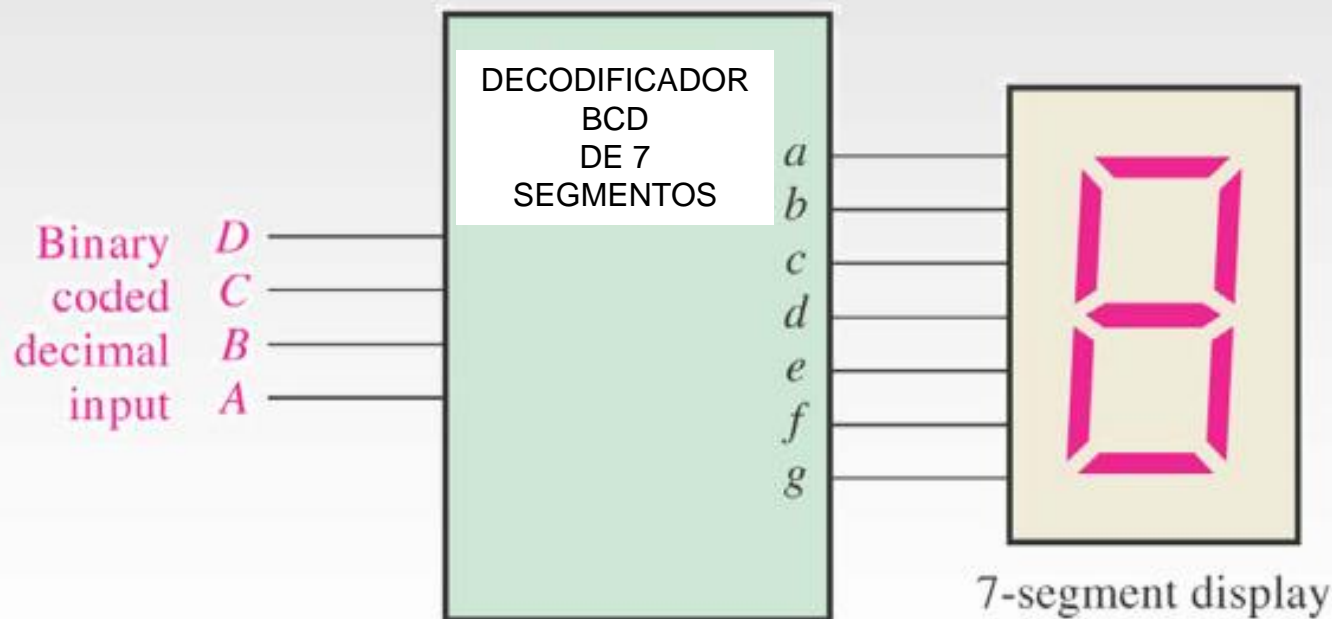 DECODIFICADOR
BCD
DE 7
SEGMENTOS
Binary D
coded C
decimal B
input A
a
b
c
d
e
f
g
7-segment display